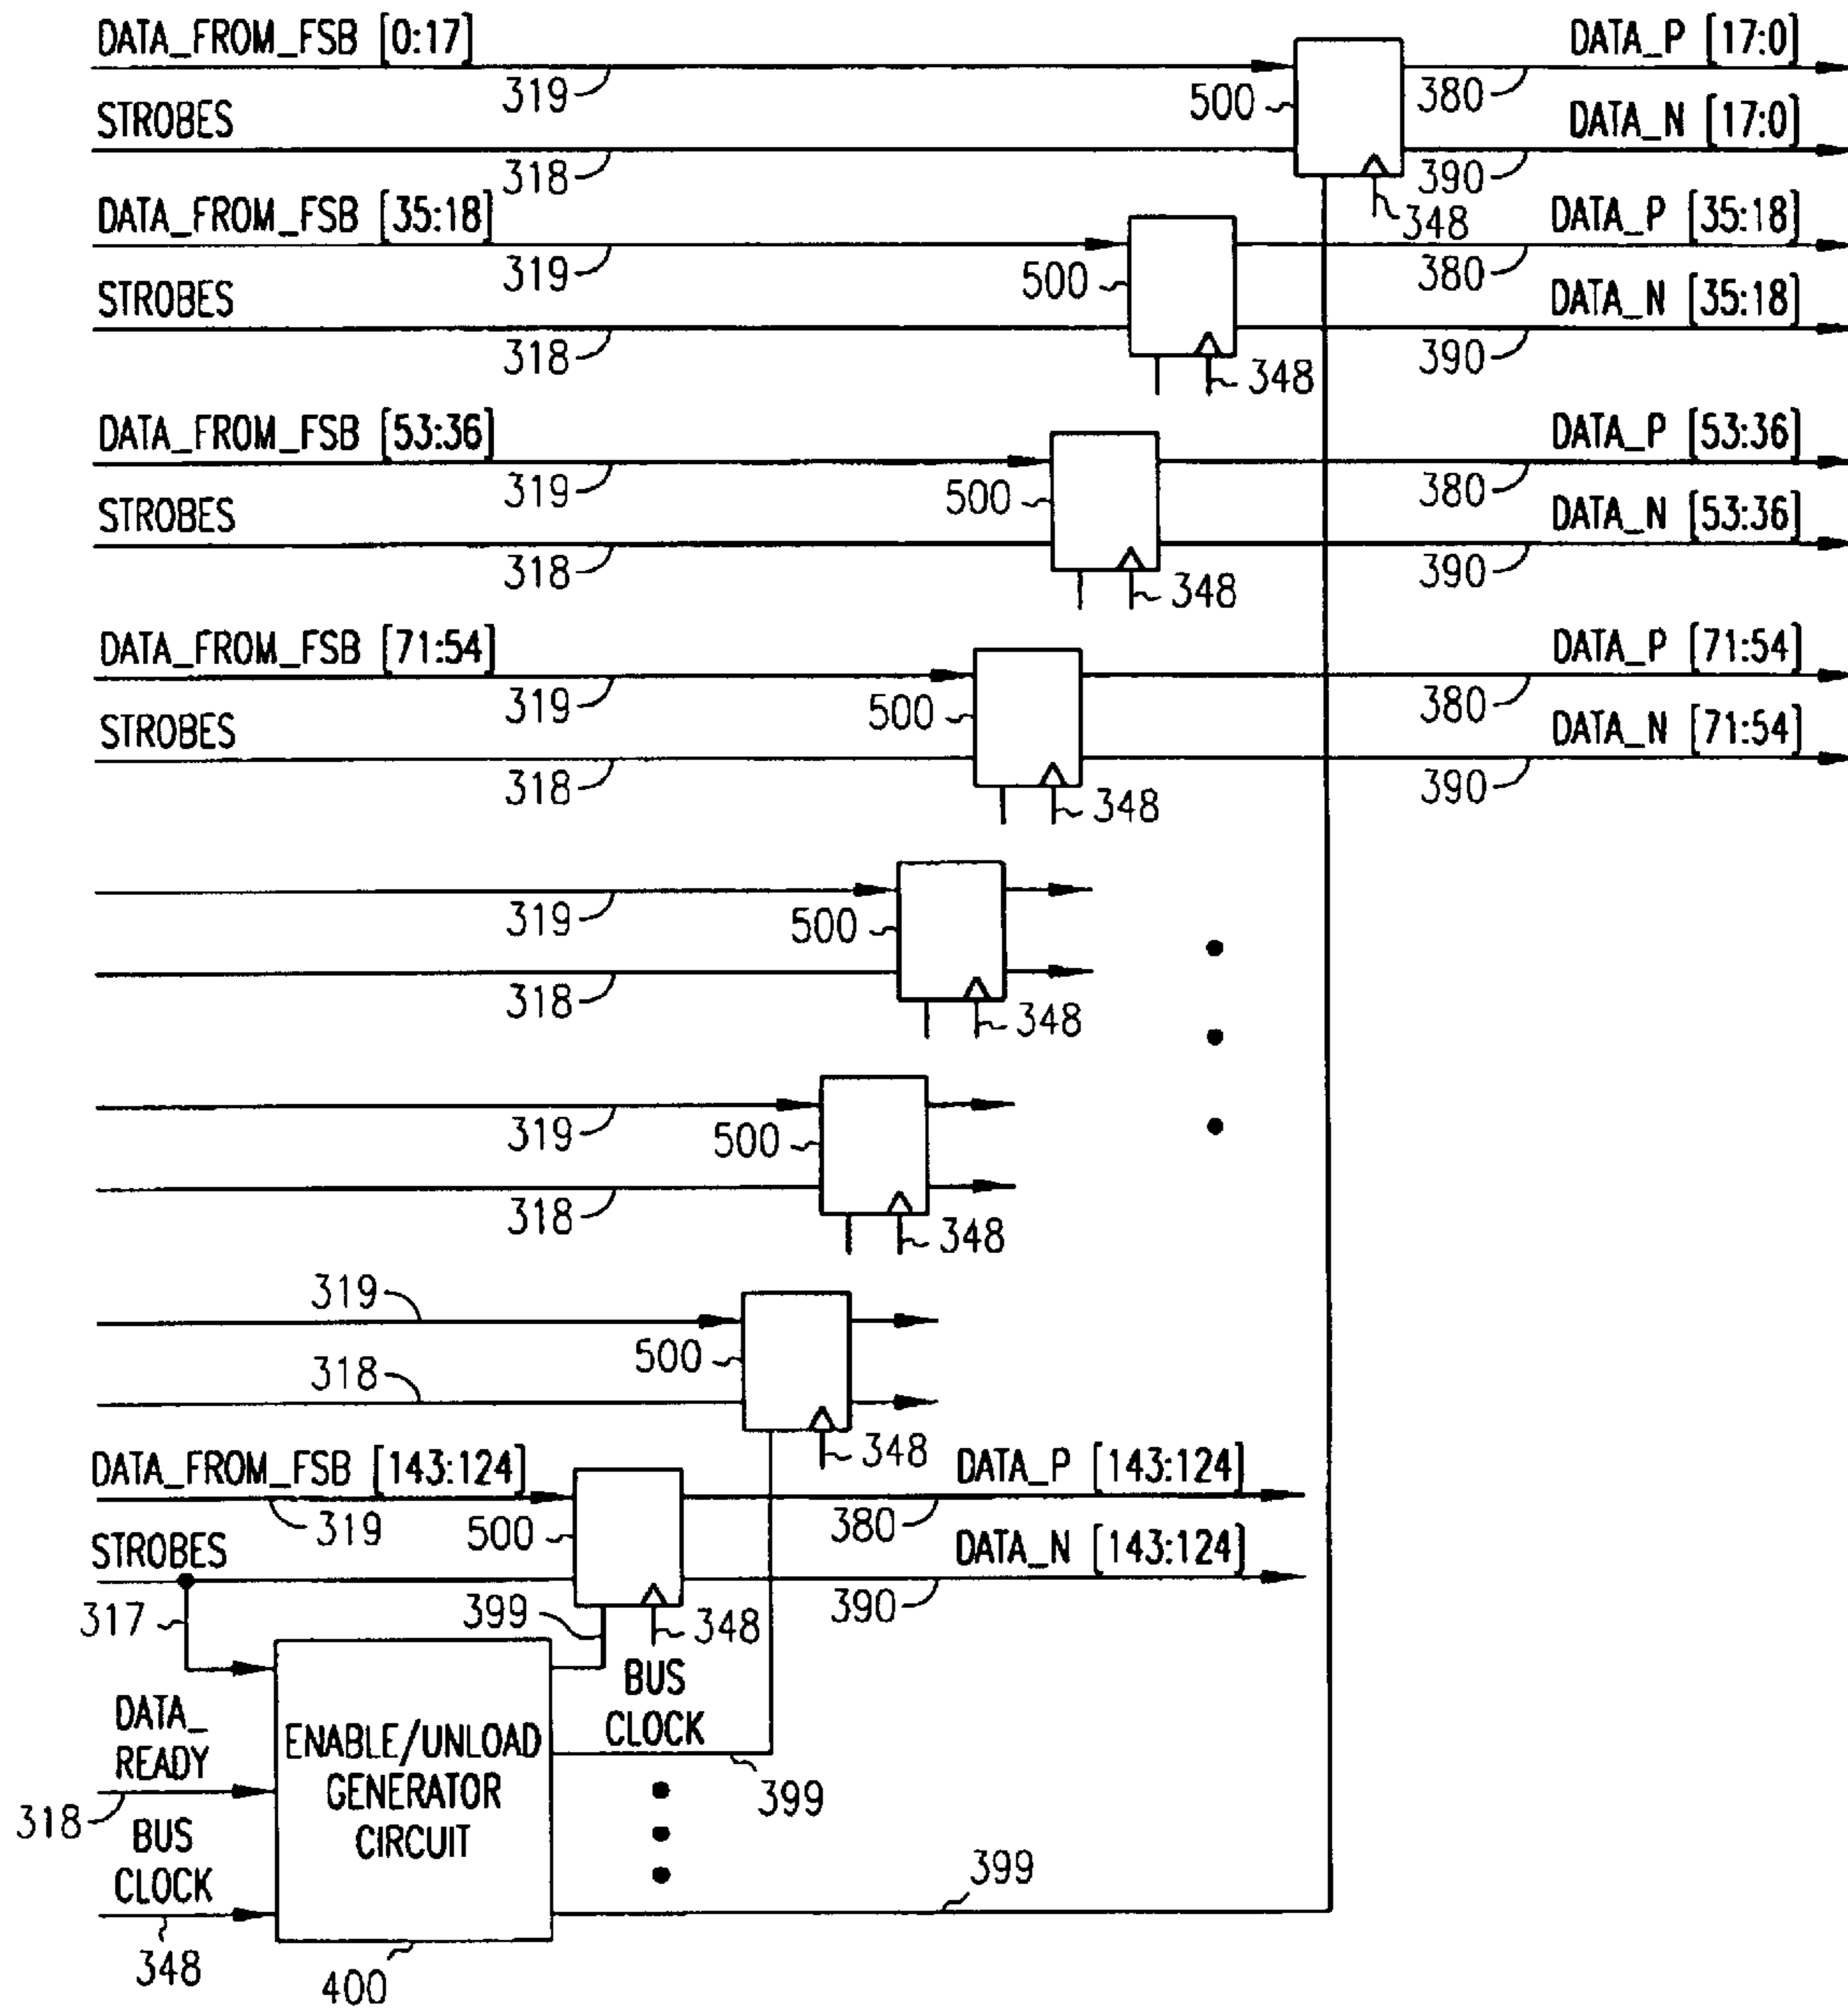 DATA_FROM_FSB [0:17]
319
500
380
DATA_P [17:0]
STROBES
318
390
DATA_N [17:0]
348
DATA_FROM_FSB [35:18]
319
500
380
DATA_P [35:18]
STROBES
318
390
DATA_N [35:18]
348
DATA_FROM_FSB [53:36]
319
500
380
DATA_P [53:36]
STROBES
318
390
DATA_N [53:36]
348
DATA_FROM_FSB [71:54]
319
500
380
DATA_P [71:54]
STROBES
318
390
DATA_N [71:54]
348
319
500
318
348
319
500
318
348
319
500
318
348
DATA_FROM_FSB [143:124]
319
500
DATA_P [143:124]
380
STROBES
DATA_N [143:124]
390
317
399
348
BUS
CLOCK
DATA_
READY
318
BUS
CLOCK
348
ENABLE/UNLOAD
GENERATOR
CIRCUIT
400
399
399